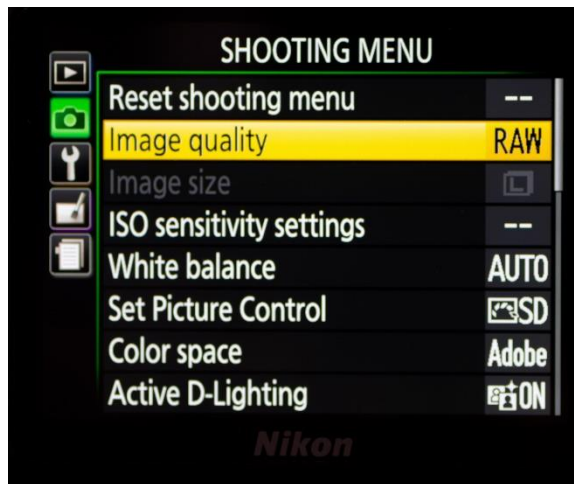 SHOOTING MENU
Reset shooting menu --
Image quality RAW
Image size L
ISO sensitivity settings --
White balance AUTO
Set Picture Control SD
Color space Adobe
Active D-Lighting ON
Nikon